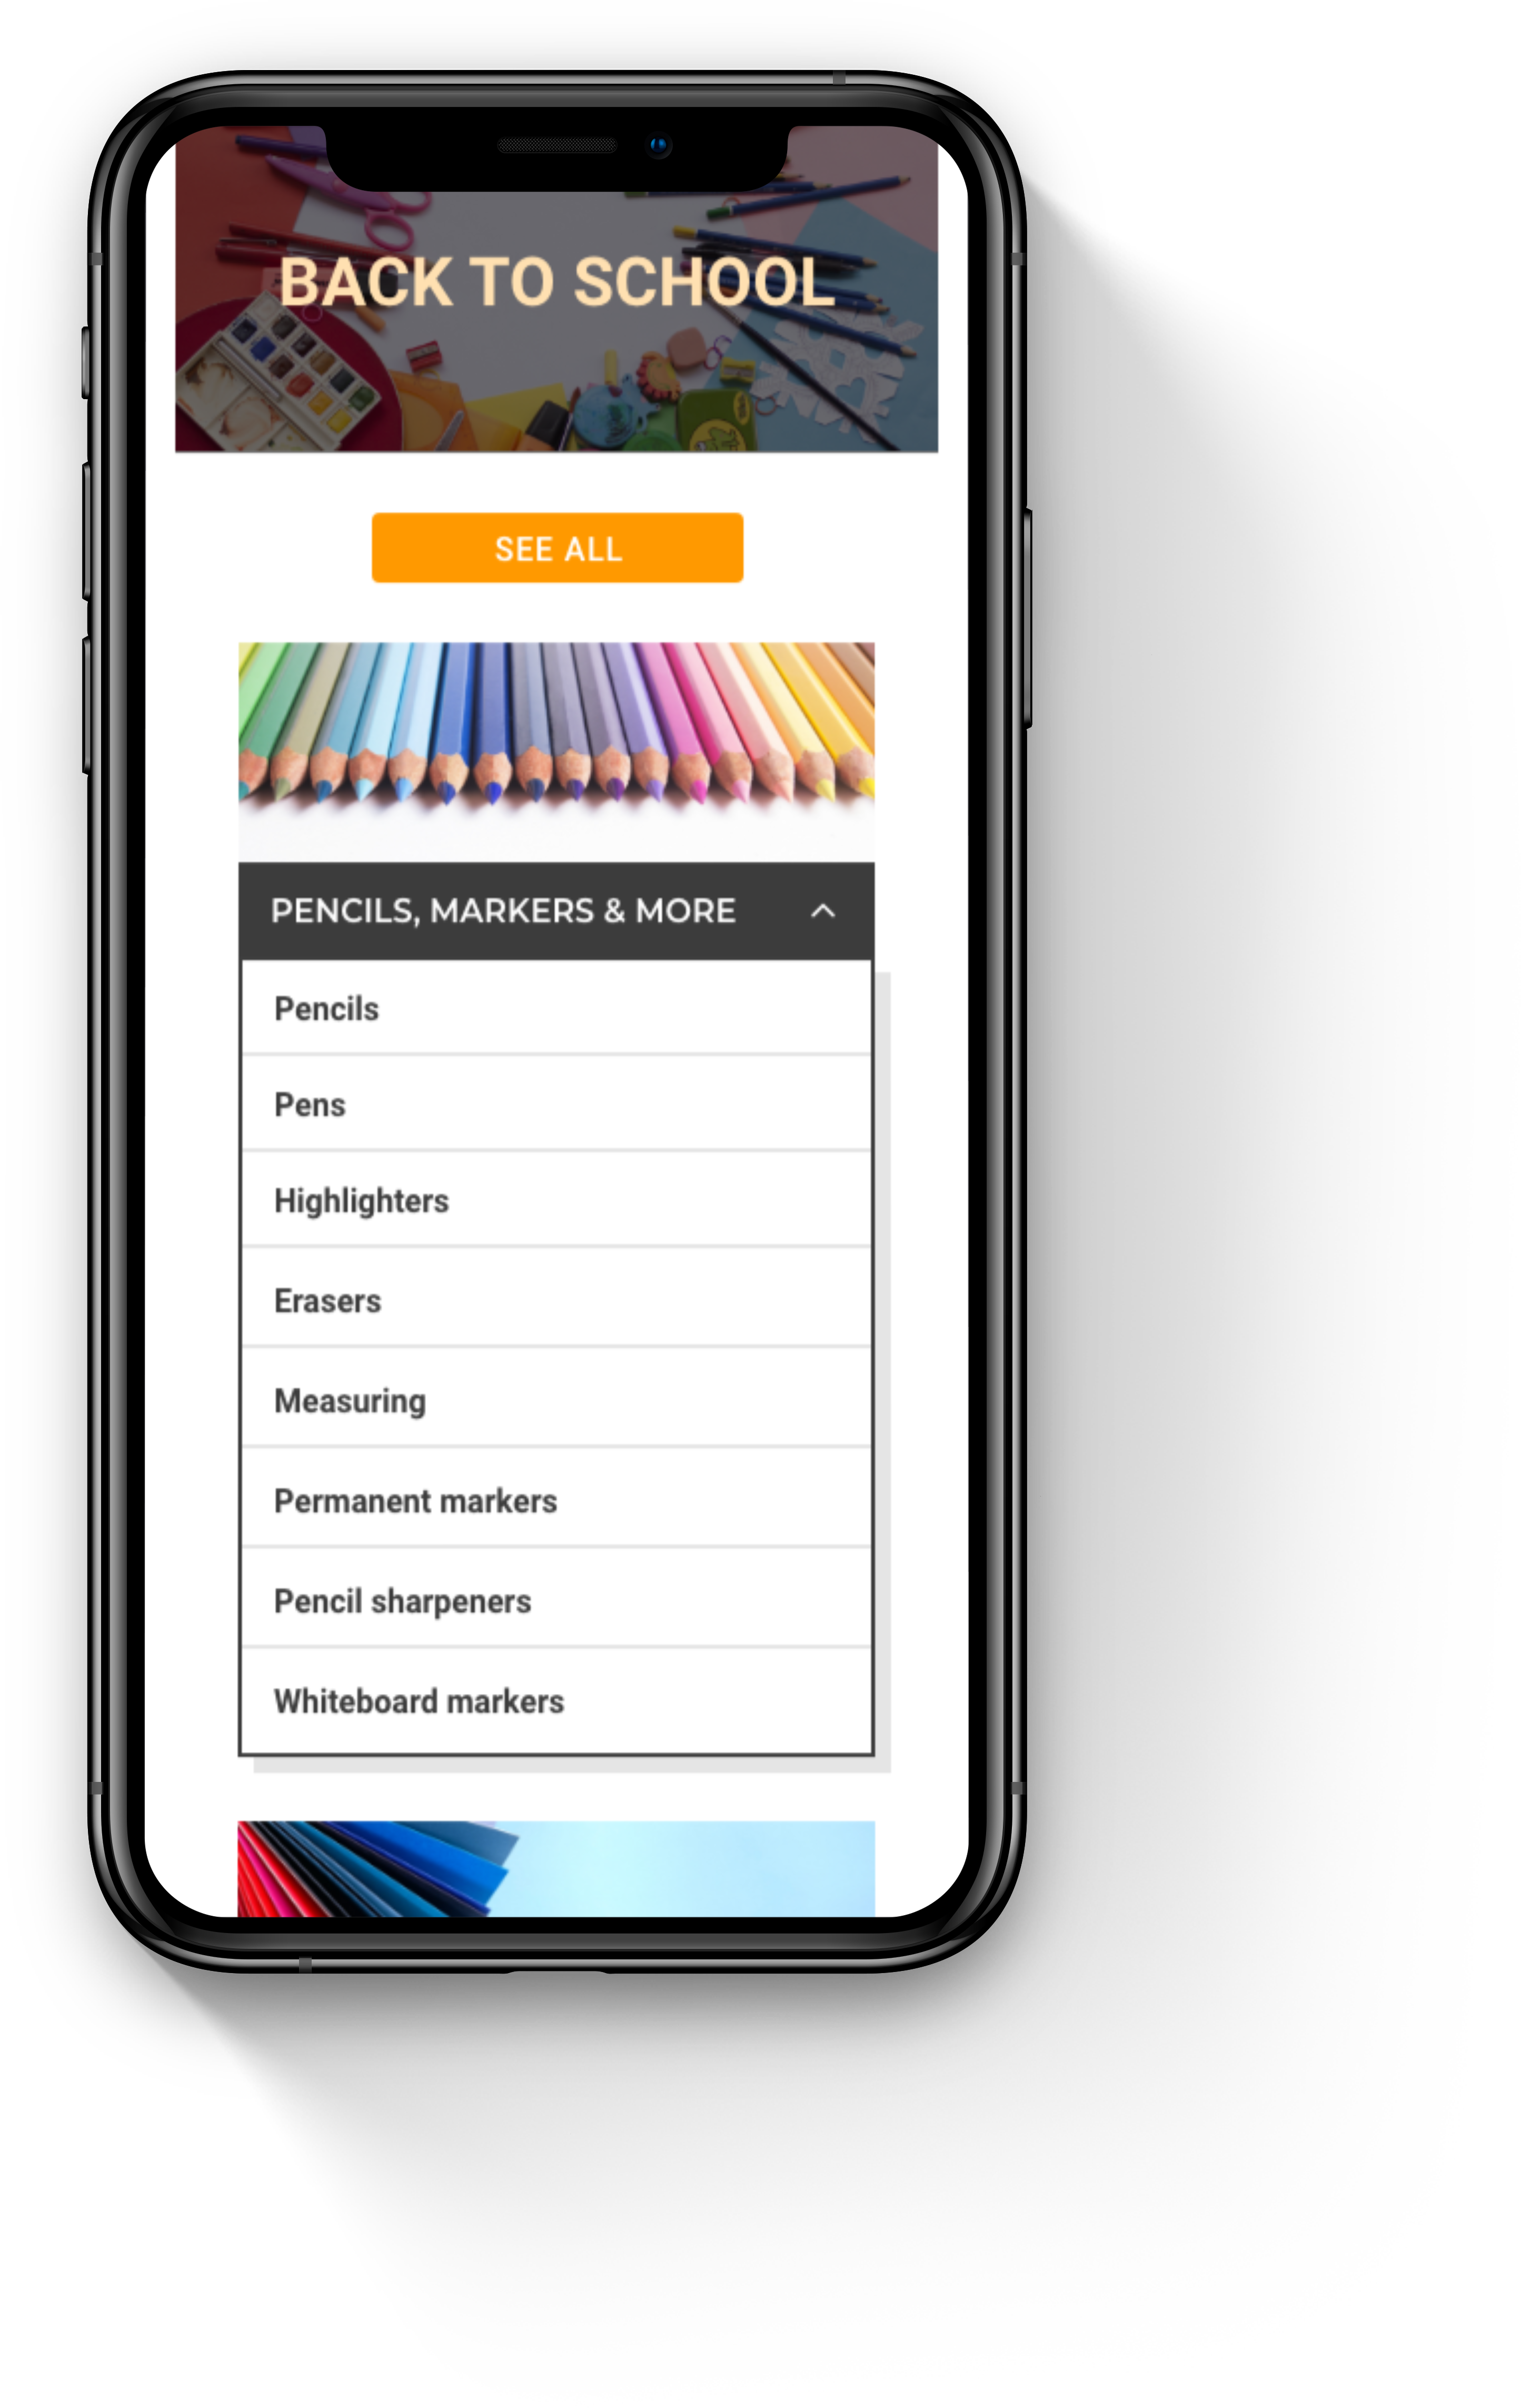 BACK TO SCHOOL
SEE ALL
PENCILS, MARKERS & MORE
Pencils
Pens
Highlighters
Erasers
Measuring
Permanent markers
Pencil sharpeners
Whiteboard markers